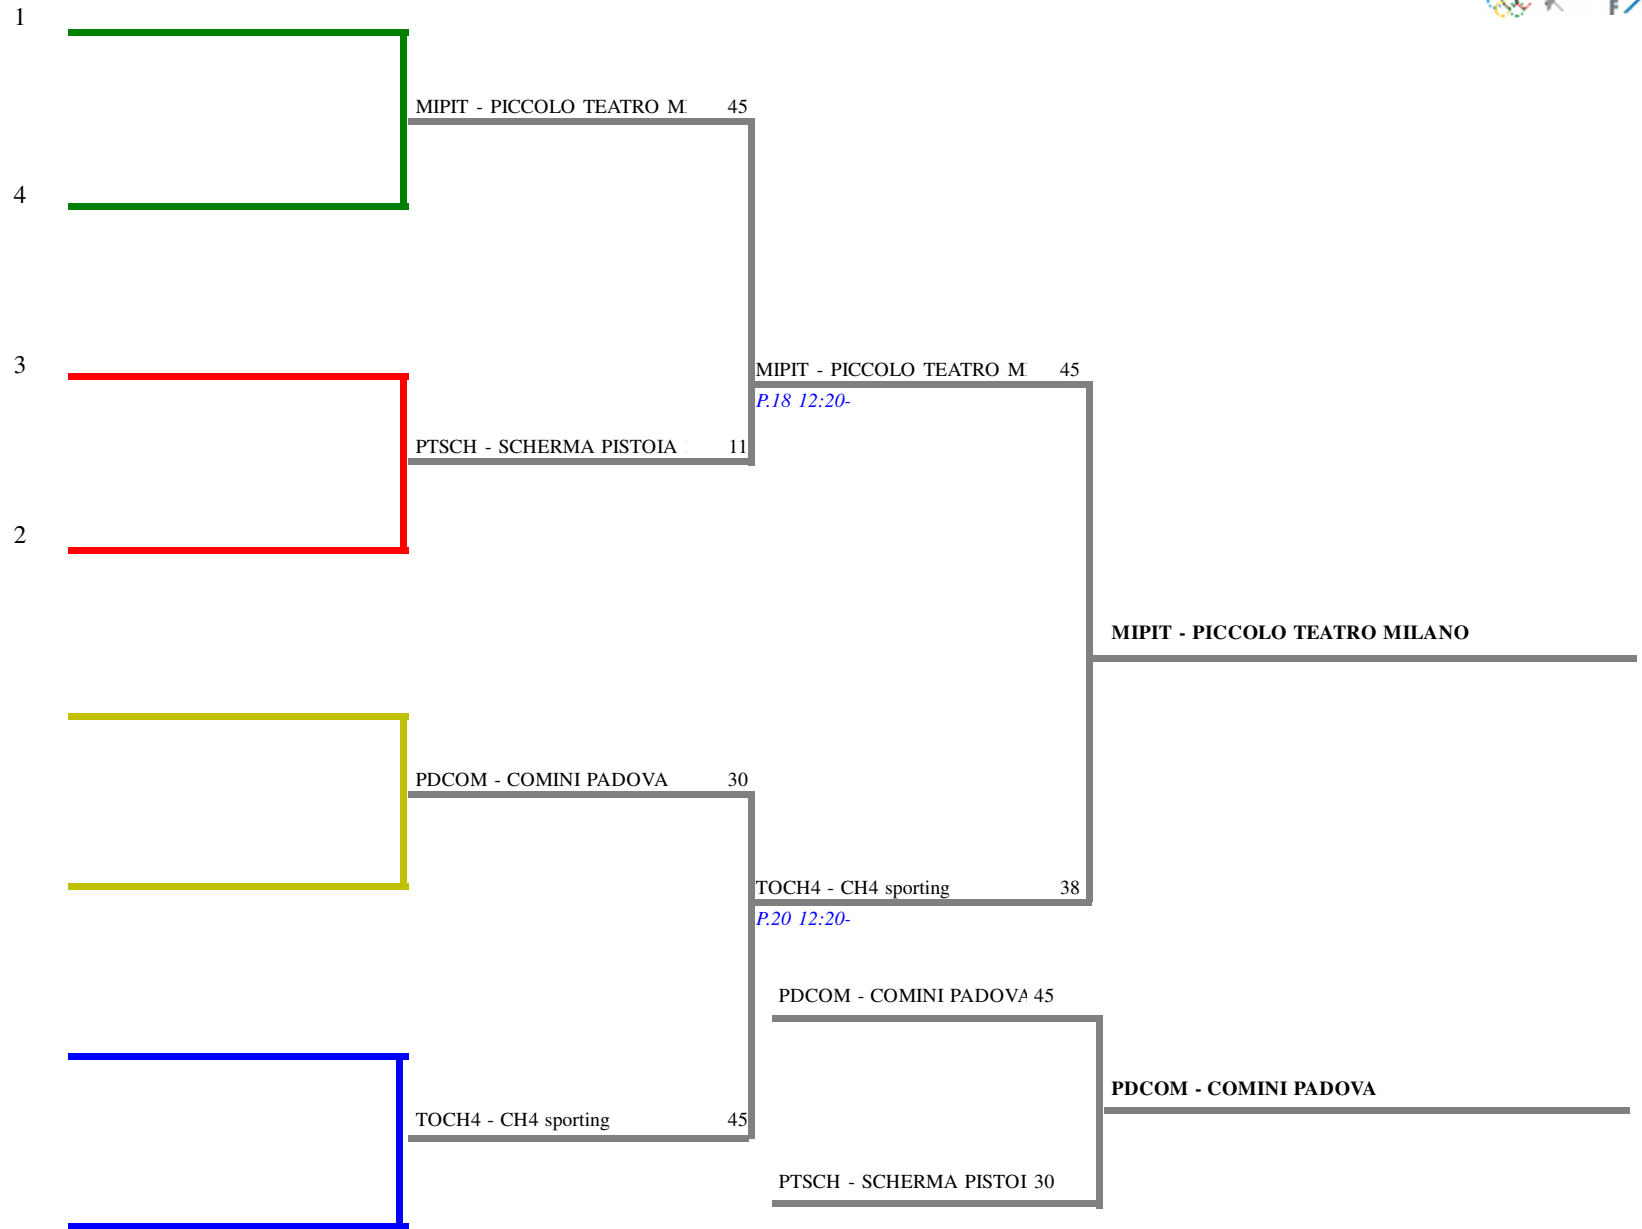 1
MIPIT - PICCOLO TEATRO M 45
4
3
MIPIT - PICCOLO TEATRO M 45
P.18 12:20-
PTSCH - SCHERMA PISTOIA 11
2
MIPIT - PICCOLO TEATRO MILANO
PDCOM - COMINI PADOVA 30
TOCH4 - CH4 sporting 38
P.20 12:20-
PDCOM - COMINI PADOVA 45
PDCOM - COMINI PADOVA
TOCH4 - CH4 sporting 45
PTSCH - SCHERMA PISTOI 30